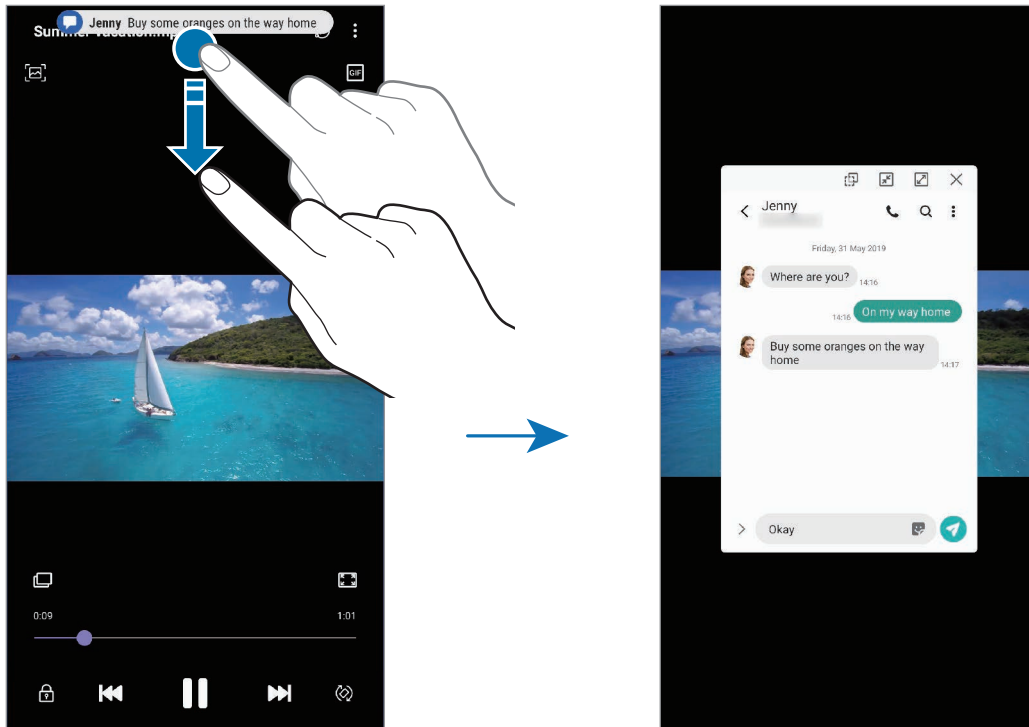 Jenny Buy some oranges on the way home
Summer
GIF
0:09
1:01
Jenny
Friday, 31 May 2019
Where are you?
14:16
14:16
On my way home
Buy some oranges on the way
home
14:17
Okay